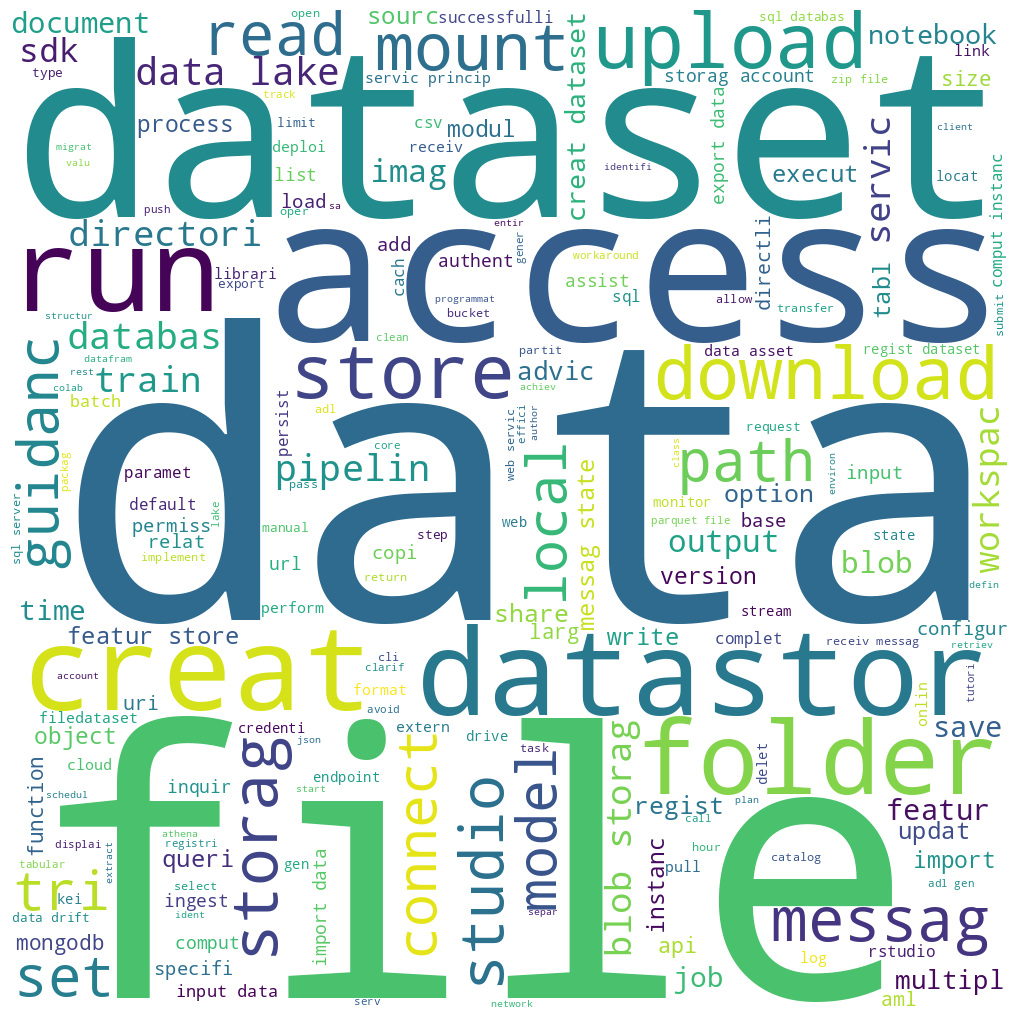 document
sdk
type
read
open
sourc
successfulli
mount
upload
sql databas
notebook
link
data lake
servic princip
storag account
zip file
size
dataset
track
process
limit
csv
modul
creat dataset
export data
client
migrat
valu
deploi
receiv
imag
identifi
execut
locat
list
load
sa
push
oper
directori
run
access
entir
gener
add
authent
cach
workaround
assist
directli
tabl servic
comput instanc
librari
export
programmat
bucket
sql
allow
transfer
submit
structur
databas
clean
data
store
partit
advic
achiev
data asset
regist dataset
download
datafram
rest
colab
train
batch
guidanc
packag
sql server
persist
adl
core
web servic
effici
author
request
class
path
environ
workspac
paramet
default
permiss
relat
implement
lake
pipelin
pass
manual
url
copi
step
return
web
local
messag state
monitor
option
input
parquet file
base
output
state
blob
version
defin
time
perform
share
larg
stream
featur store
write
complet
receiv messag
configur
retriev
creat
datastor
account
cli
clarif
format
avoid
uri
onlin
tutori
filedataset
object
credenti
extern
drive
folder
save
cloud
function
json
connect
task
delet
inquir
endpoint
studio
model
blob storag
regist
plan
featur
schedul
start
call
updat
file
storag
athena
registri
displai
queri
gen
import data
instanc
pull
hour
catalog
import
extract
tabular
tri
kei
select
ingest
ident
adl gen
data drift
separ
messag
mongodb
comput
api
log
rstudio
set
specifi
job
multipl
input data
serv
network
aml